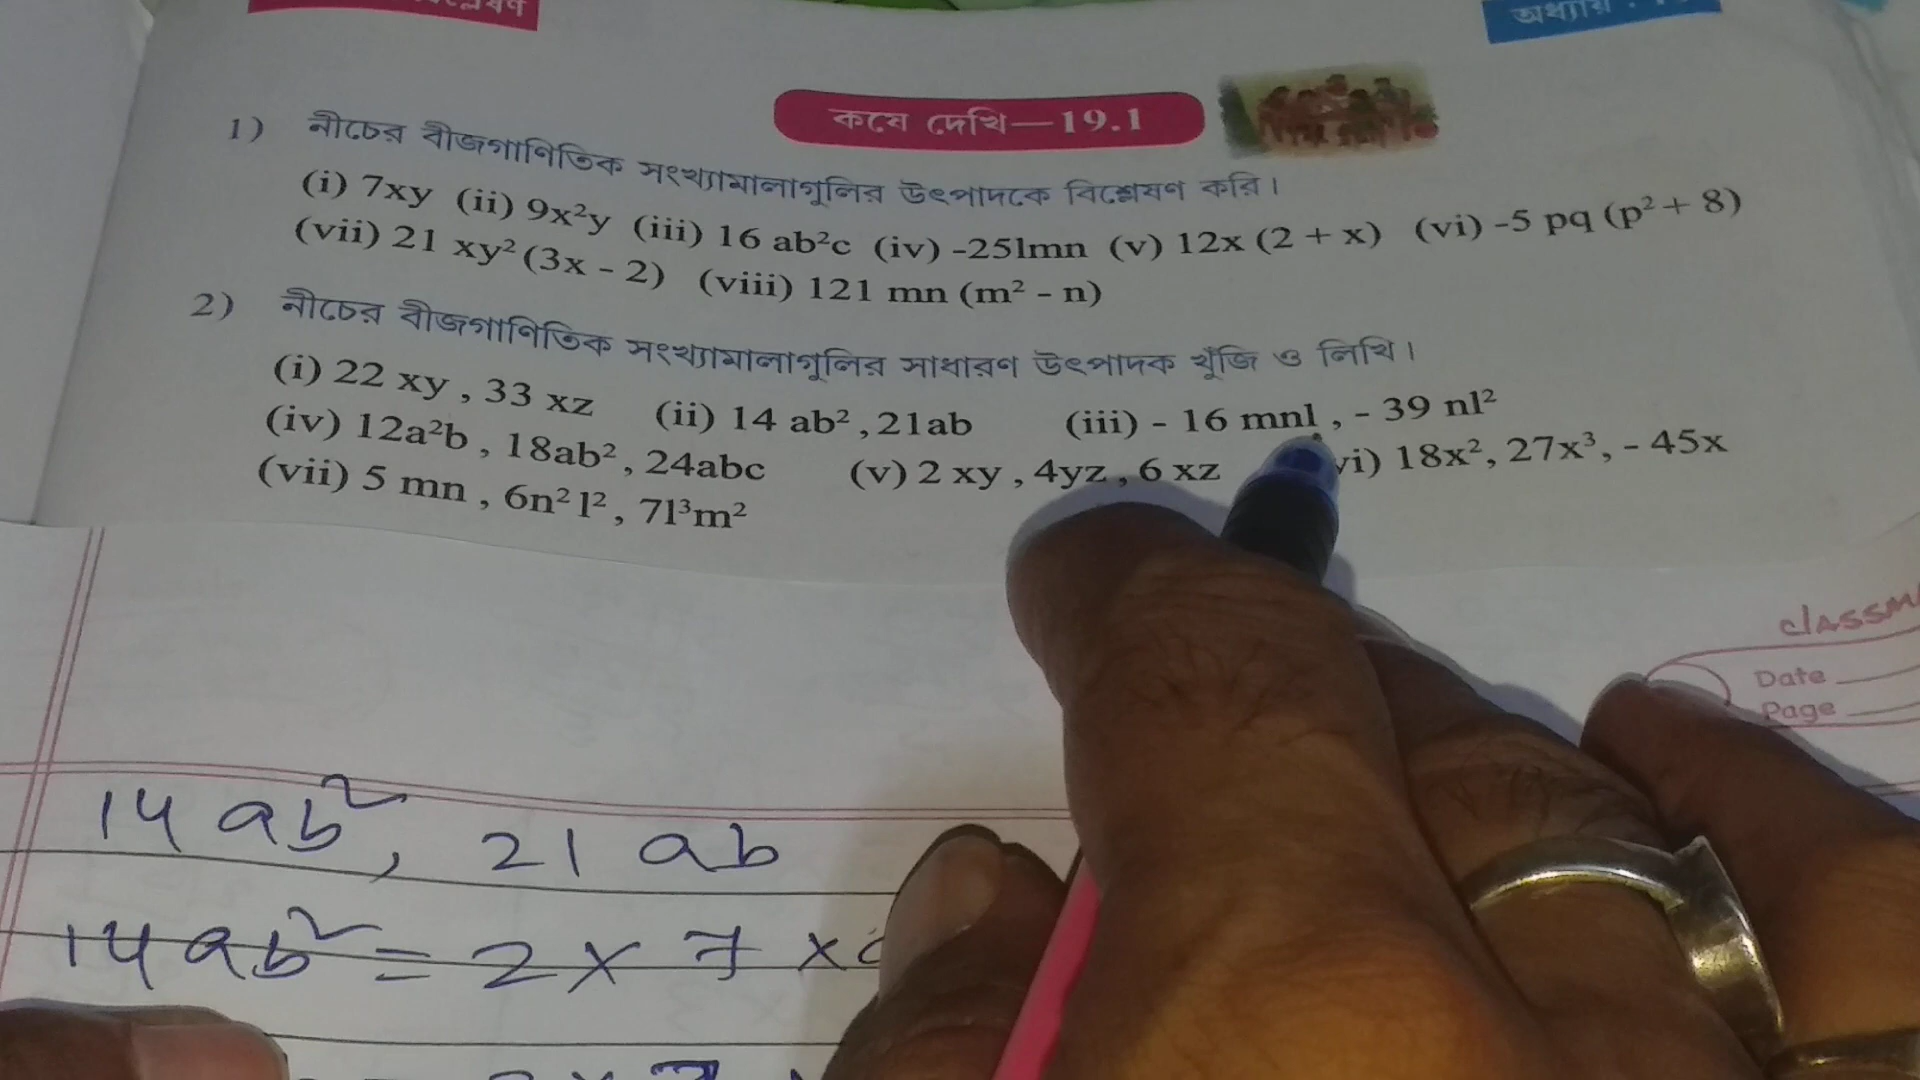 অধ্যায় :
কষে দেখি—19.1
1) নীচের বীজগাণিতিক সংখ্যামালাগুলির উৎপাদকে বিশ্লেষণ করি।
(i) 7xy (ii) 9x²y (iii) 16 ab²c (iv) -25lmn (v) 12x (2 + x) (vi) -5 pq (p² + 8)
(vii) 21 xy² (3x - 2) (viii) 121 mn (m² - n)
2) নীচের বীজগাণিতিক সংখ্যামালাগুলির সাধারণ উৎপাদক খুঁজি ও লিখি।
(i) 22 xy , 33 xz (ii) 14 ab² , 21ab (iii) - 16 mnl , - 39 nl²
(iv) 12a²b , 18ab² , 24abc (v) 2 xy , 4yz , 6 xz vi) 18x², 27x³, - 45x
(vii) 5 mn , 6n² l² , 7l³m²
Date
Page
14 ab², 21 ab
14 ab² = 2 x 7 x